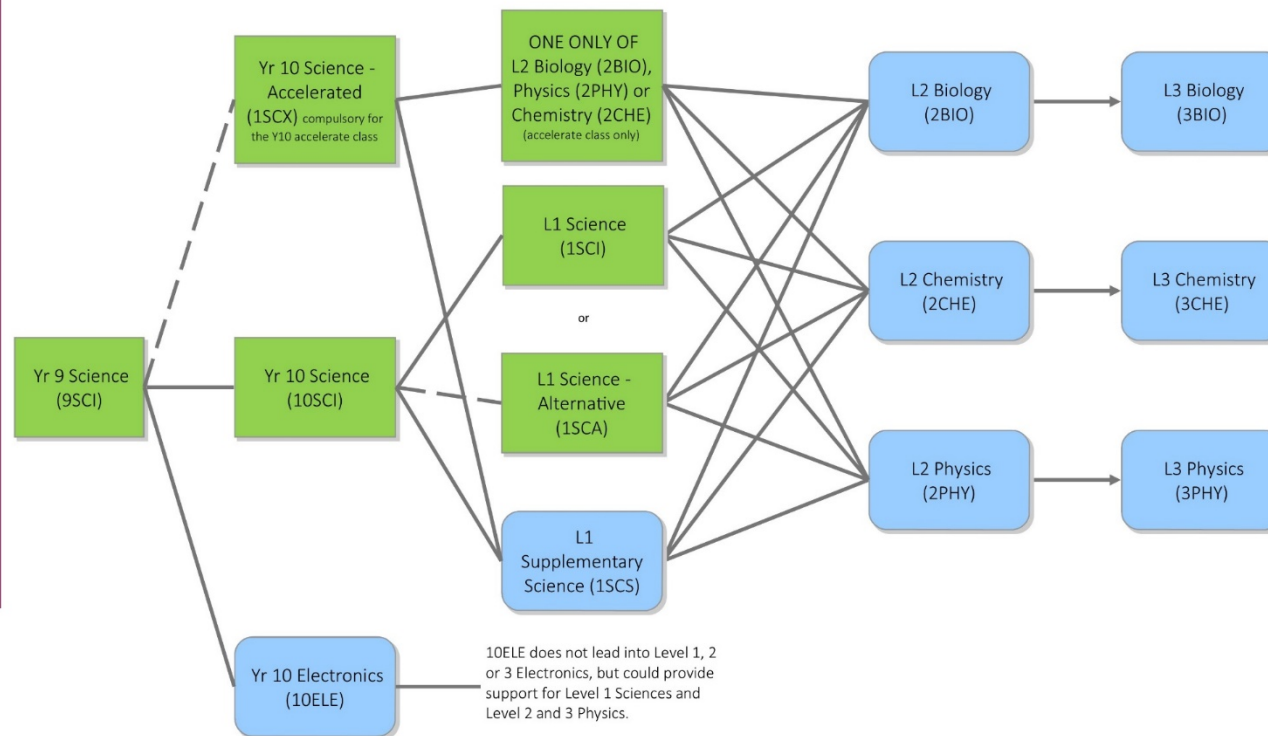 Yr 9 Science
(9SCI)
Yr 10 Science -
Accelerated
(1SCX) compulsory for
the Y10 accelerate class
Yr 10 Science
(10SCI)
Yr 10 Electronics
(10ELE)
ONE ONLY OF
L2 Biology (2BIO),
Physics (2PHY) or
Chemistry (2CHE)
(accelerate class only)
L1 Science
(1SCI)
or
L1 Science -
Alternative
(1SCA)
L1
Supplementary
Science (1SCS)
10ELE does not lead into Level 1, 2
or 3 Electronics, but could provide
support for Level 1 Sciences and
Level 2 and 3 Physics.
L2 Biology
(2BIO)
L2 Chemistry
(2CHE)
L2 Physics
(2PHY)
L3 Biology
(3BIO)
L3 Chemistry
(3CHE)
L3 Physics
(3PHY)